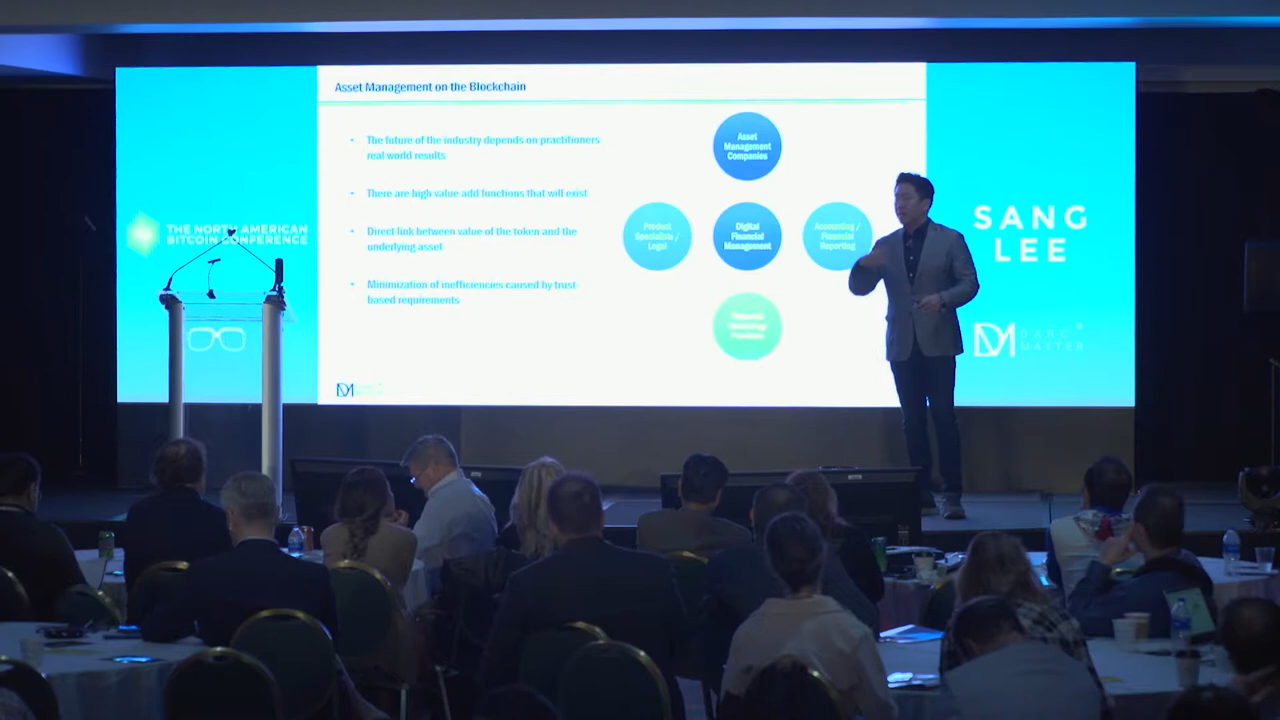 Asset Management on the Blockchain
• The future of the industry depends on practitioners
real world results
• There are high value add functions that will exist
• Direct link between value of the token and the
underlying asset
• Minimization of inefficiencies caused by trust-
based requirements
Asset
Management
Companies
Product
Specialists /
Legal
Digital
Financial
Management
Accounting /
Financial
Reporting
THE NORTH AMERICAN
BITCOIN CONFERENCE
SANG
LEE
DM
DARC
MATTER